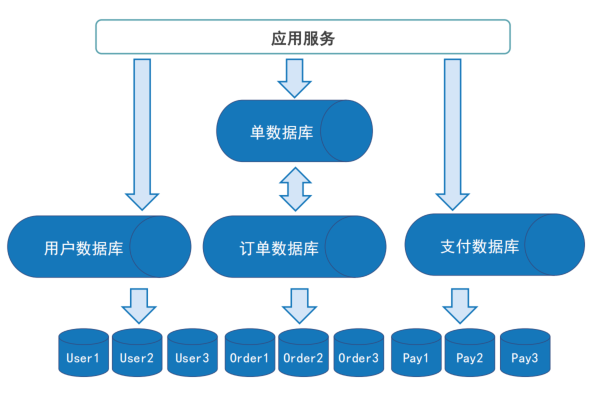 应用服务
单数据库
用户数据库
订单数据库
支付数据库
User1
User2
User3
Order1
Order2
Order3
Pay1
Pay2
Pay3